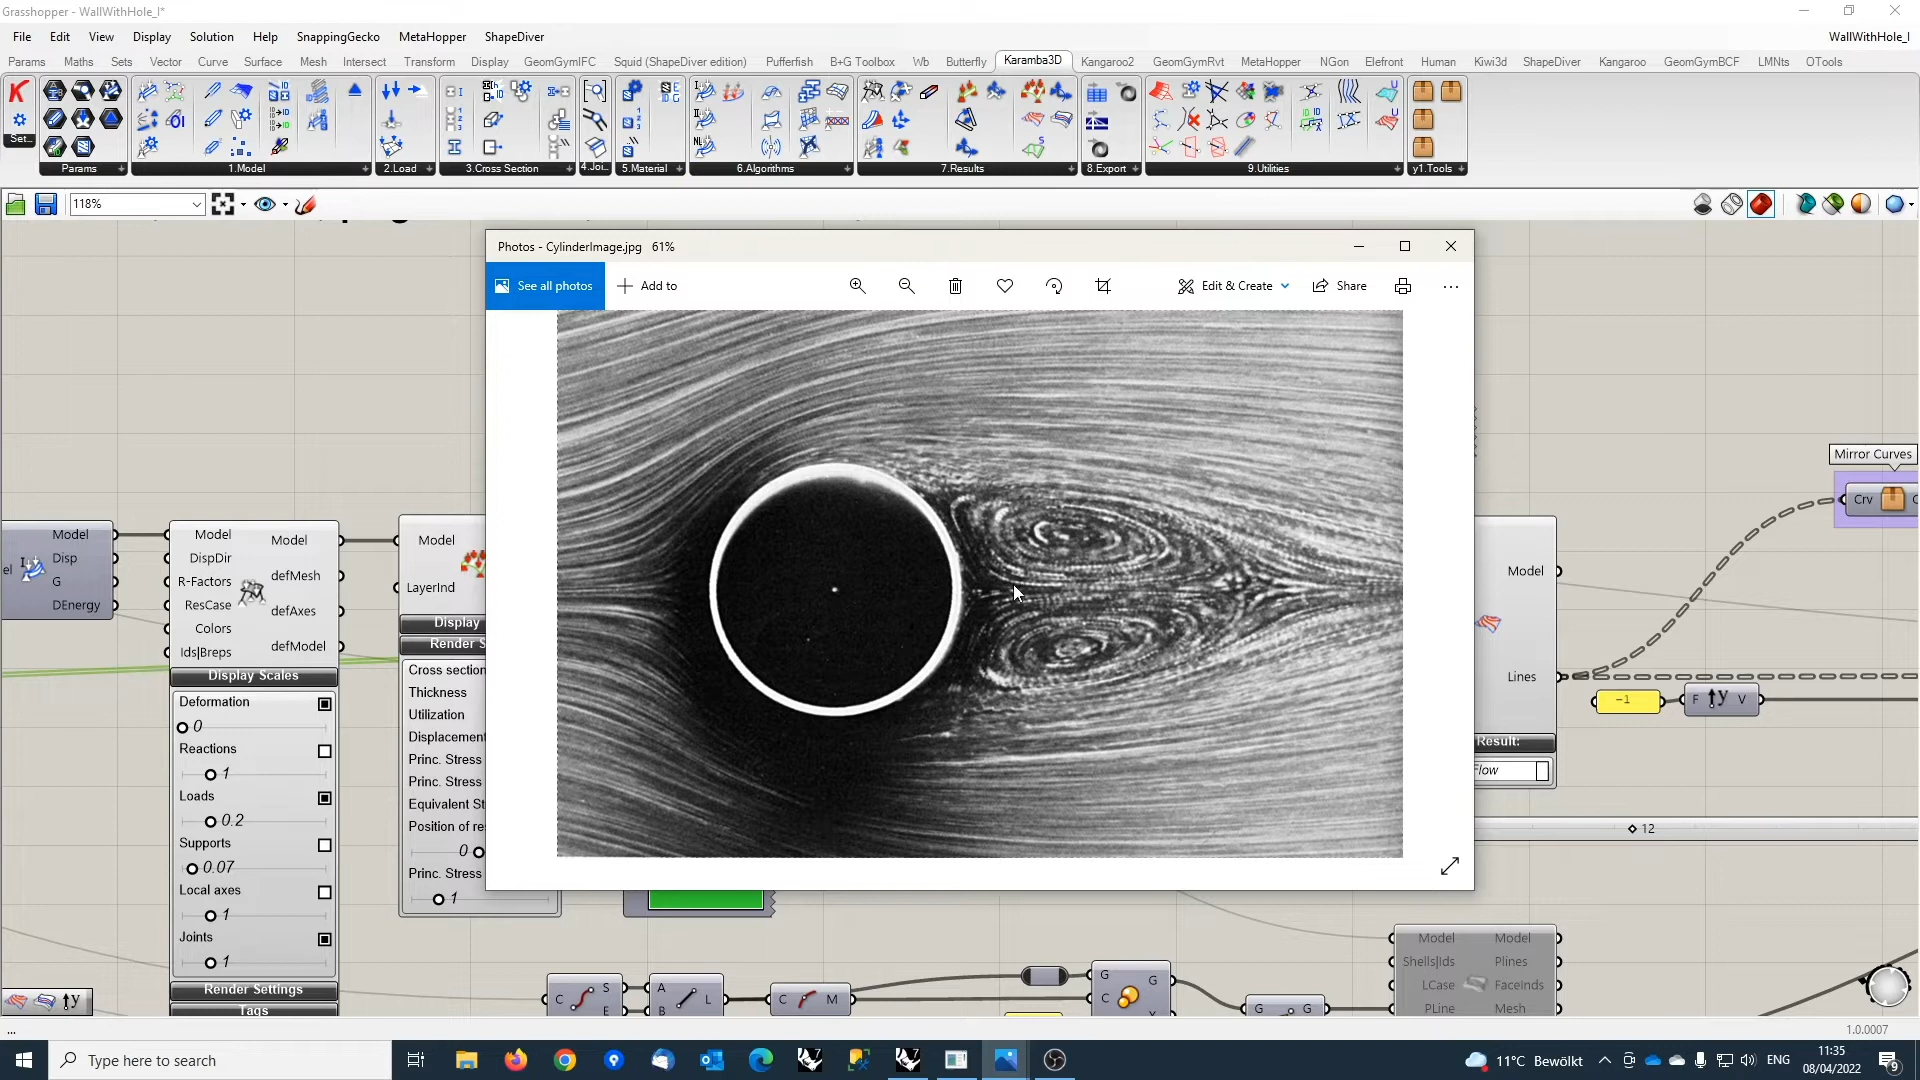 Grasshopper - WallWithHole_I*
File Edit View Display Solution Help SnappingGecko MetaHopper ShapeDiver WallWithHole_I
Params Maths Sets Vector Curve Surface Mesh Intersect Transform Display GeomGymIFC Squid (ShapeDiver edition) Pufferfish B+G Toolbox Wb Butterfly Karamba3D Kangaroo2 GeomGymRvt MetaHopper NGon Elefront Human Kiwi3d ShapeDiver Kangaroo GeomGymBCF LMNts OTools
Set..
Params 1.Model 2.Load 3.Cross Section 4.Joi.. 5.Material 6.Algorithms 7.Results 8.Export 9.Utilities y1.Tools
118%
Photos - CylinderImage.jpg 61%
See all photos Add to Edit & Create Share
Mirror Curves
Crv
Model
Disp
G
DEnergy
Model
DispDir
R-Factors
ResCase
Colors
Ids|Breps
Model
defMesh
defAxes
defModel
Display Scales
Deformation
0
Reactions
1
Loads
0.2
Supports
0.07
Local axes
1
Joints
1
Render Settings
Tags
Model
LayerInd
Display
Render S
Cross section
Thickness
Utilization
Displacement
Princ. Stress
Princ. Stress
Equivalent St
Position of re
0
Princ. Stress
1
Model
Lines
Result:
Flow
-1
F y V
12
C S
E
A L
B
C M
G G
C
G G
Model Model
Shells|Ids Plines
LCase FaceInds
PLine Mesh
... 1.0.0007
Type here to search
11°C Bewölkt ENG
11:35
08/04/2022
9